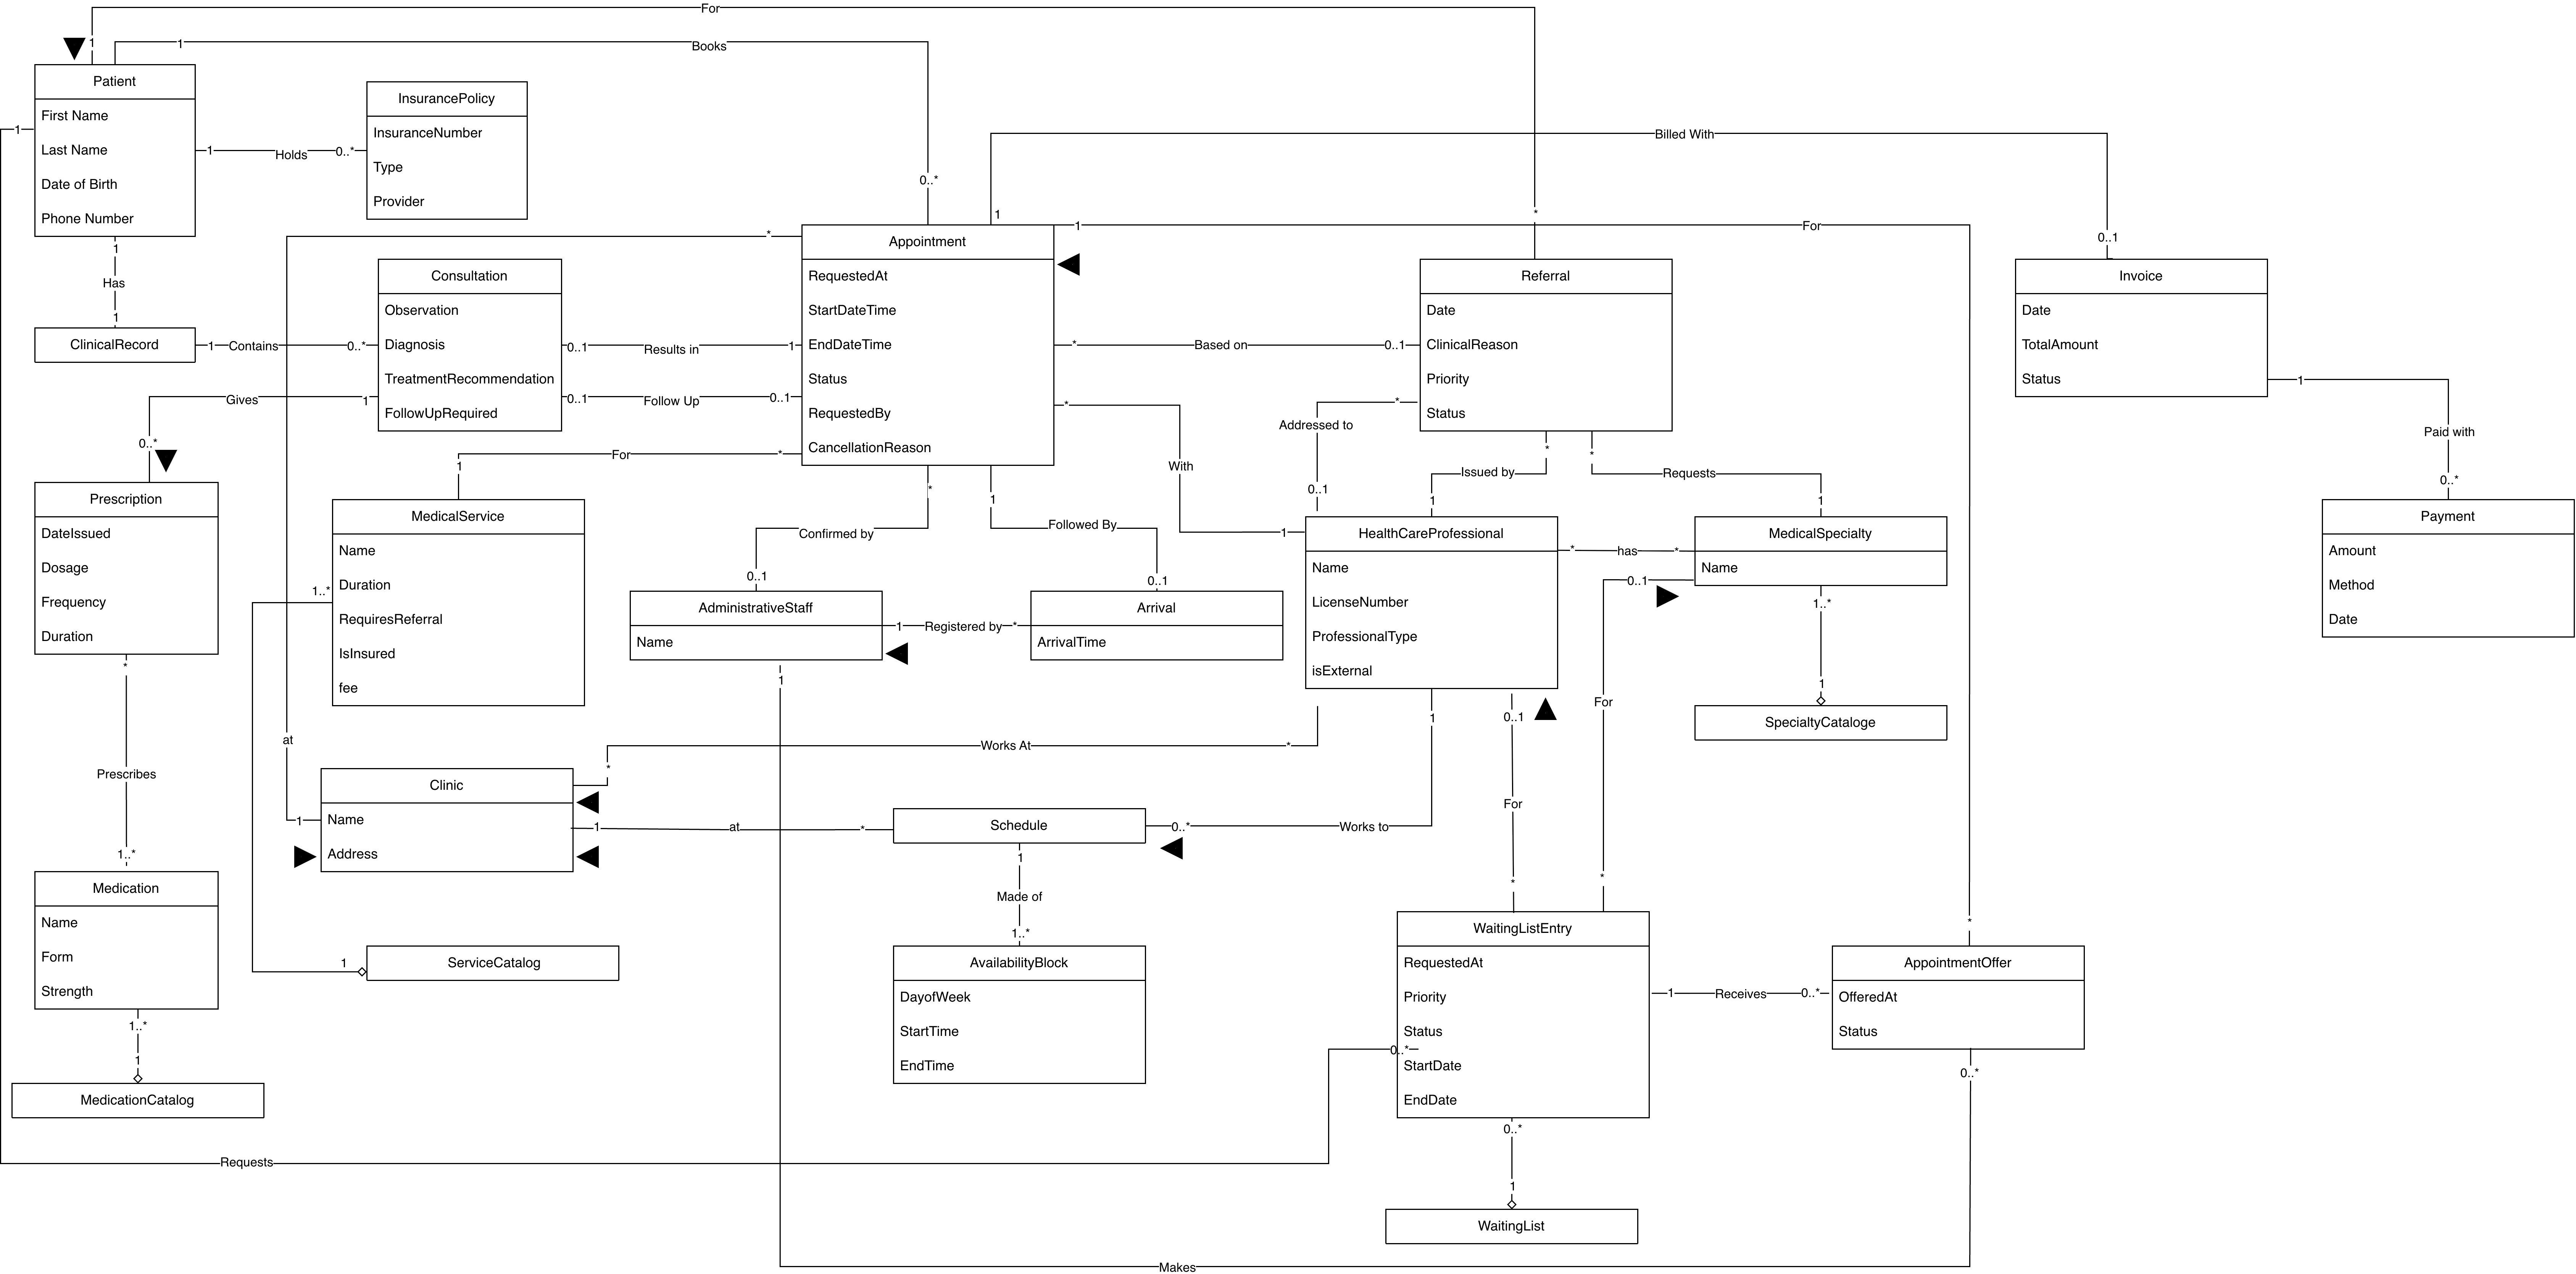 For
1
1
Books
Patient
First Name
Last Name
Date of Birth
Phone Number
1
1
Holds
0..*
InsurancePolicy
InsuranceNumber
Type
Provider
0..*
Billed With
1
0..1
1
For
*
*
1
Has
1
ClinicalRecord
1
Contains
0..*
Consultation
Observation
Diagnosis
TreatmentRecommendation
FollowUpRequired
0..1
Results in
1
0..1
Follow Up
0..1
Appointment
RequestedAt
StartDateTime
EndDateTime
Status
RequestedBy
CancellationReason
*
Based on
0..1
Referral
Date
ClinicalReason
Priority
Status
Invoice
Date
TotalAmount
Status
1
Paid with
0..*
Payment
Amount
Method
Date
Gives
1
0..*
Prescription
DateIssued
Dosage
Frequency
Duration
*
Prescribes
1..*
Medication
Name
Form
Strength
1..*
1
MedicationCatalog
1
For
*
MedicalService
Name
Duration
RequiresReferral
IsInsured
fee
1..*
1
ServiceCatalog
*
Confirmed by
0..1
1
Followed By
0..1
AdministrativeStaff
Name
1
Registered by
*
Arrival
ArrivalTime
*
With
1
*
Addressed to
0..1
*
Issued by
1
*
Requests
1
HealthCareProfessional
Name
LicenseNumber
ProfessionalType
isExternal
*
has
*
MedicalSpecialty
Name
0..1
For
*
1..*
1
SpecialtyCataloge
at
1
Clinic
Name
Address
*
Works At
*
1
at
*
Schedule
0..*
Works to
1
1
Made of
1..*
AvailabilityBlock
DayofWeek
StartTime
EndTime
0..1
For
*
WaitingListEntry
RequestedAt
Priority
Status
StartDate
EndDate
0..*
Requests
1
Receives
0..*
*
AppointmentOffer
OfferedAt
Status
0..*
0..*
1
WaitingList
1
Makes